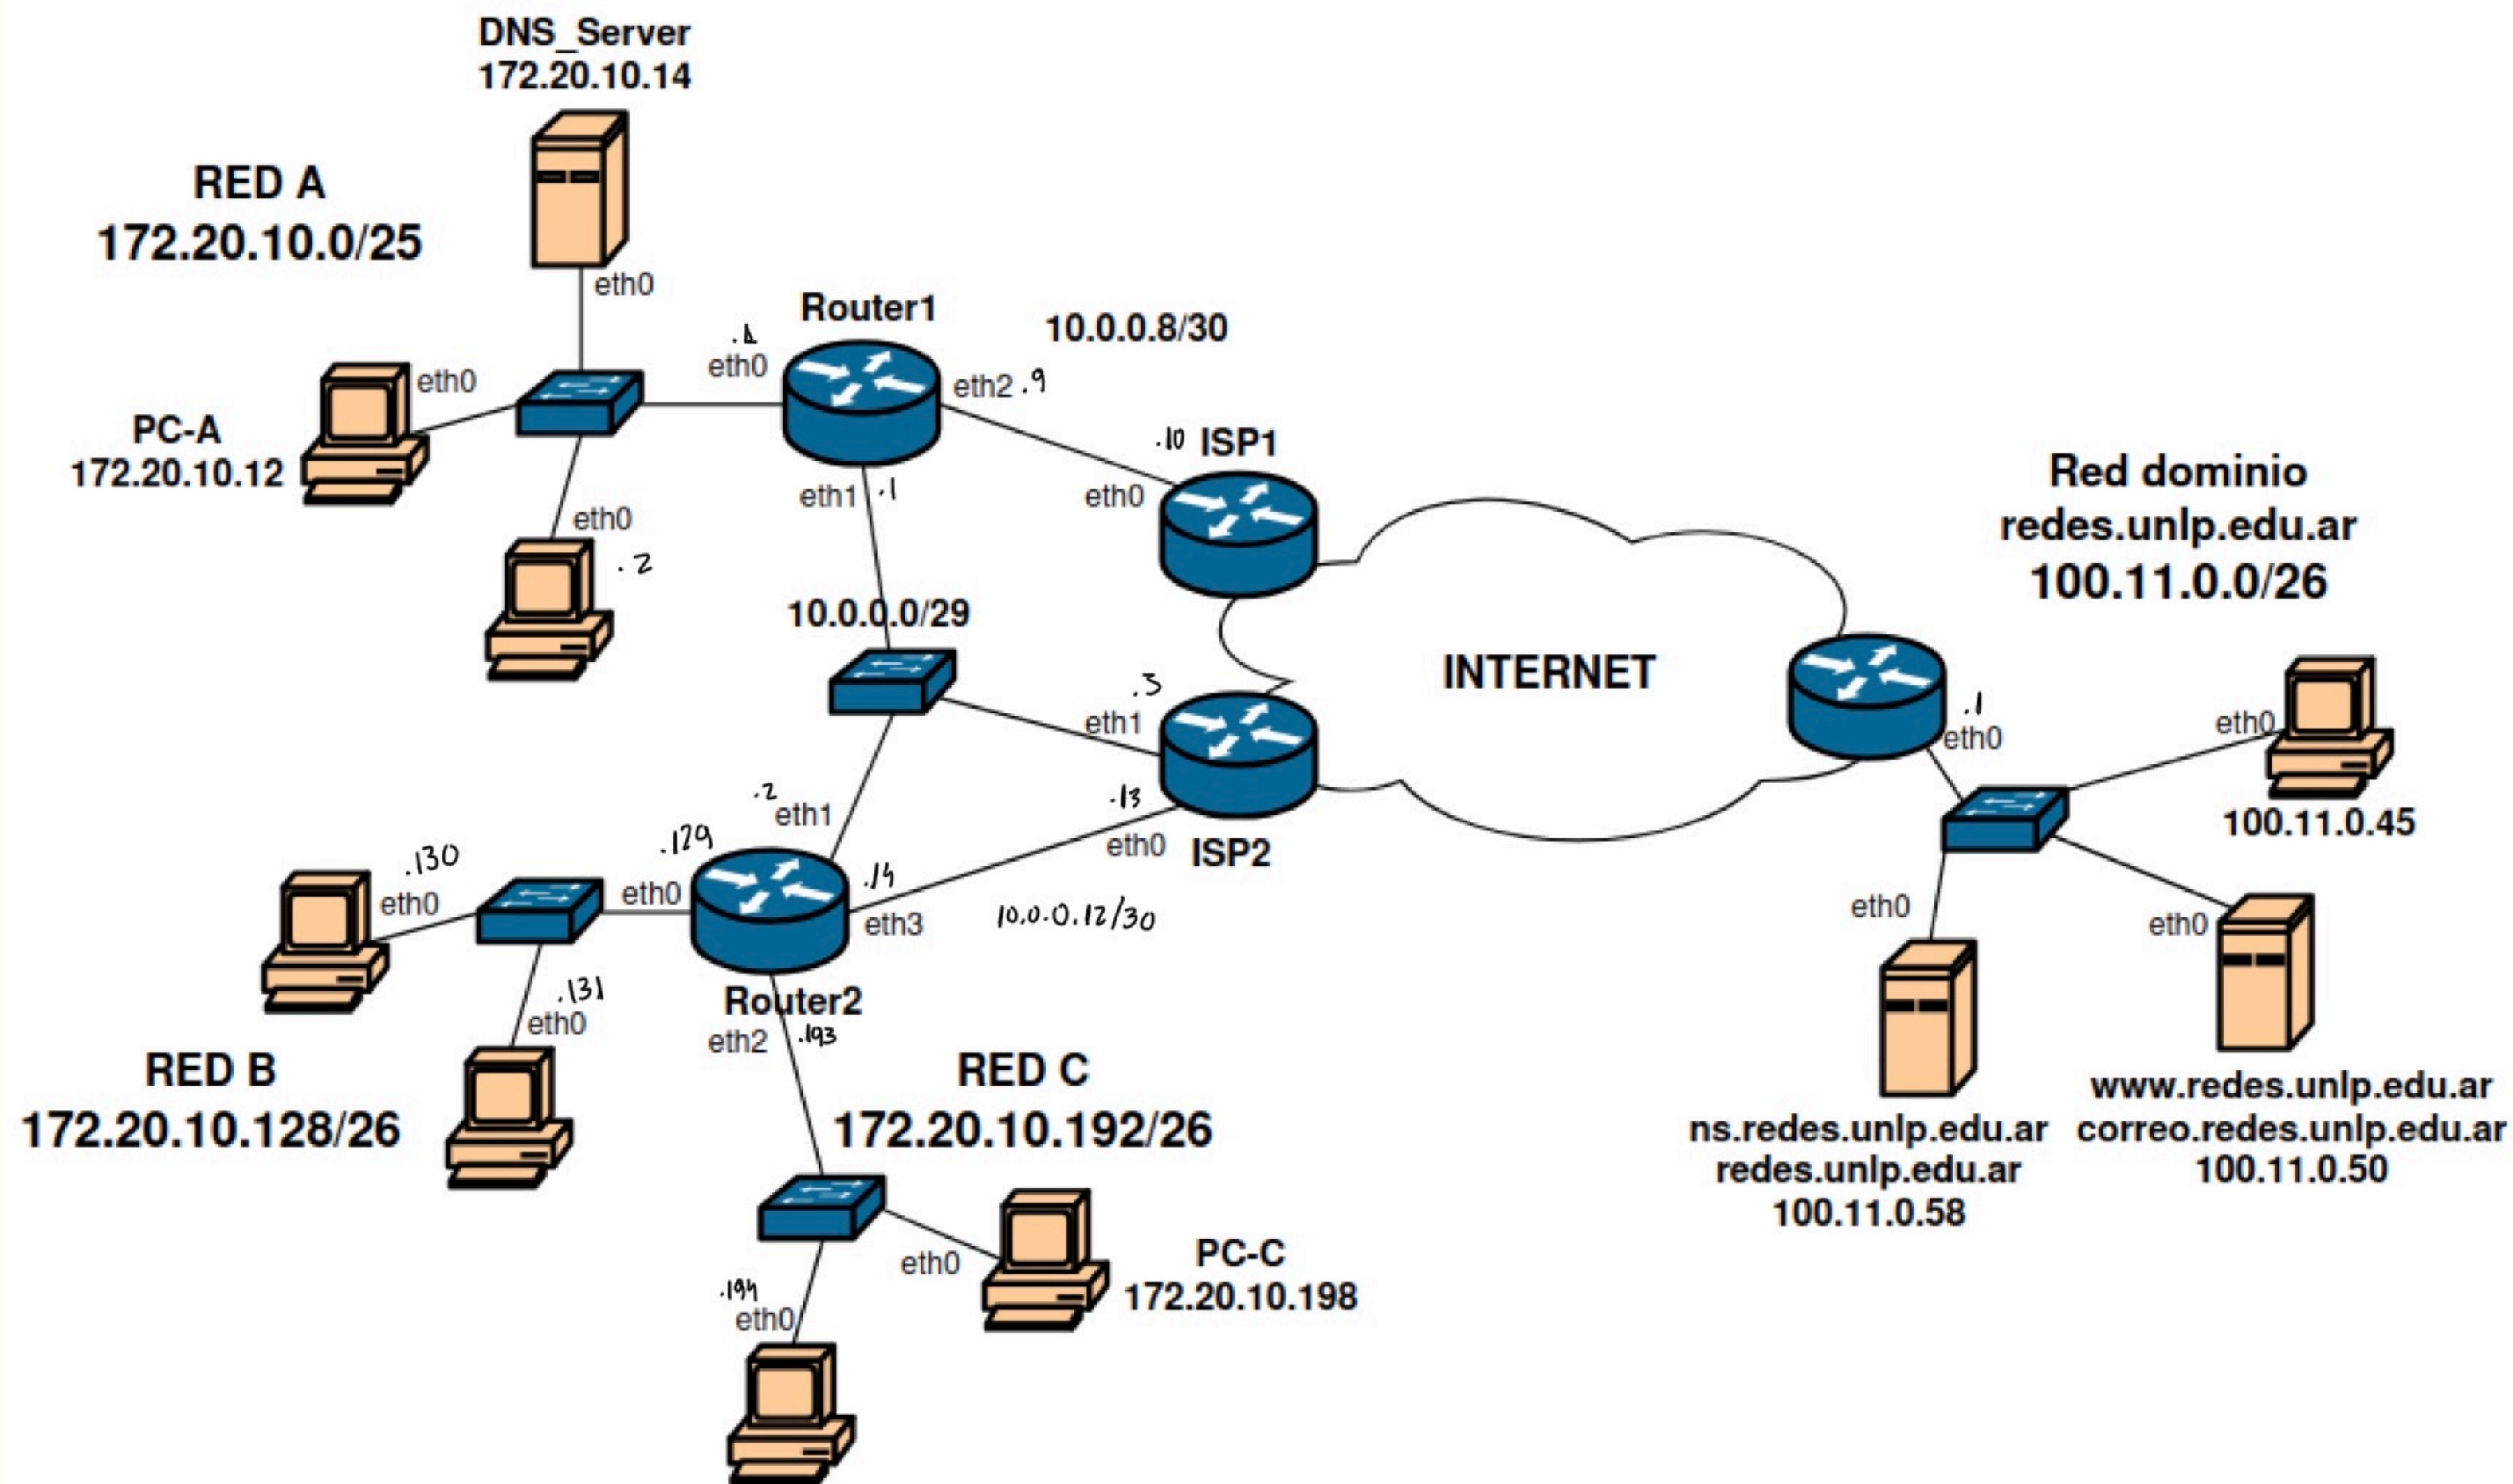 DNS_Server
172.20.10.14
RED A
172.20.10.0/25
eth0
Router1
10.0.0.8/30
.1
eth0
eth2 .9
eth0
PC-A
172.20.10.12
.10 ISP1
eth1 .1
eth0
eth0
.2
Red dominio
redes.unlp.edu.ar
100.11.0.0/26
10.0.0.0/29
INTERNET
.3
eth1
.1
eth0
eth0
100.11.0.45
.2
eth1
.13
eth0
ISP2
.129
.130
eth0
eth0
.14
eth3
10.0.0.12/30
eth0
eth0
.131
eth0
Router2
eth2 .193
RED B
172.20.10.128/26
RED C
172.20.10.192/26
www.redes.unlp.edu.ar
correo.redes.unlp.edu.ar
100.11.0.50
ns.redes.unlp.edu.ar
redes.unlp.edu.ar
100.11.0.58
eth0
PC-C
172.20.10.198
.194
eth0